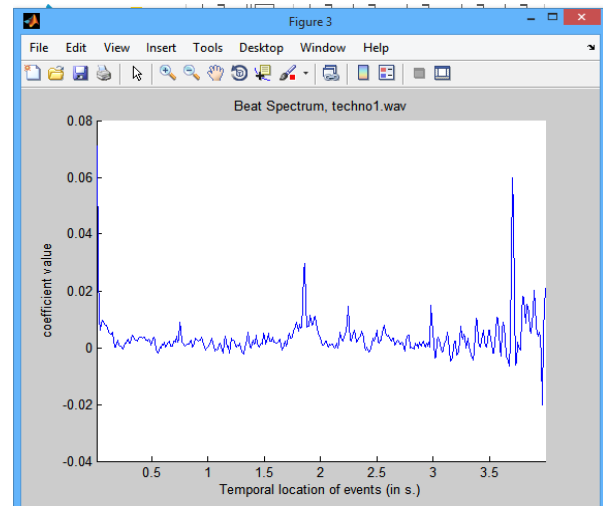 Figure 3
File Edit View Insert Tools Desktop Window Help
Beat Spectrum, techno1.wav
0.08
0.06
0.04
0.02
0
-0.02
-0.04
coefficient value
0.5 1 1.5 2 2.5 3 3.5
Temporal location of events (in s.)